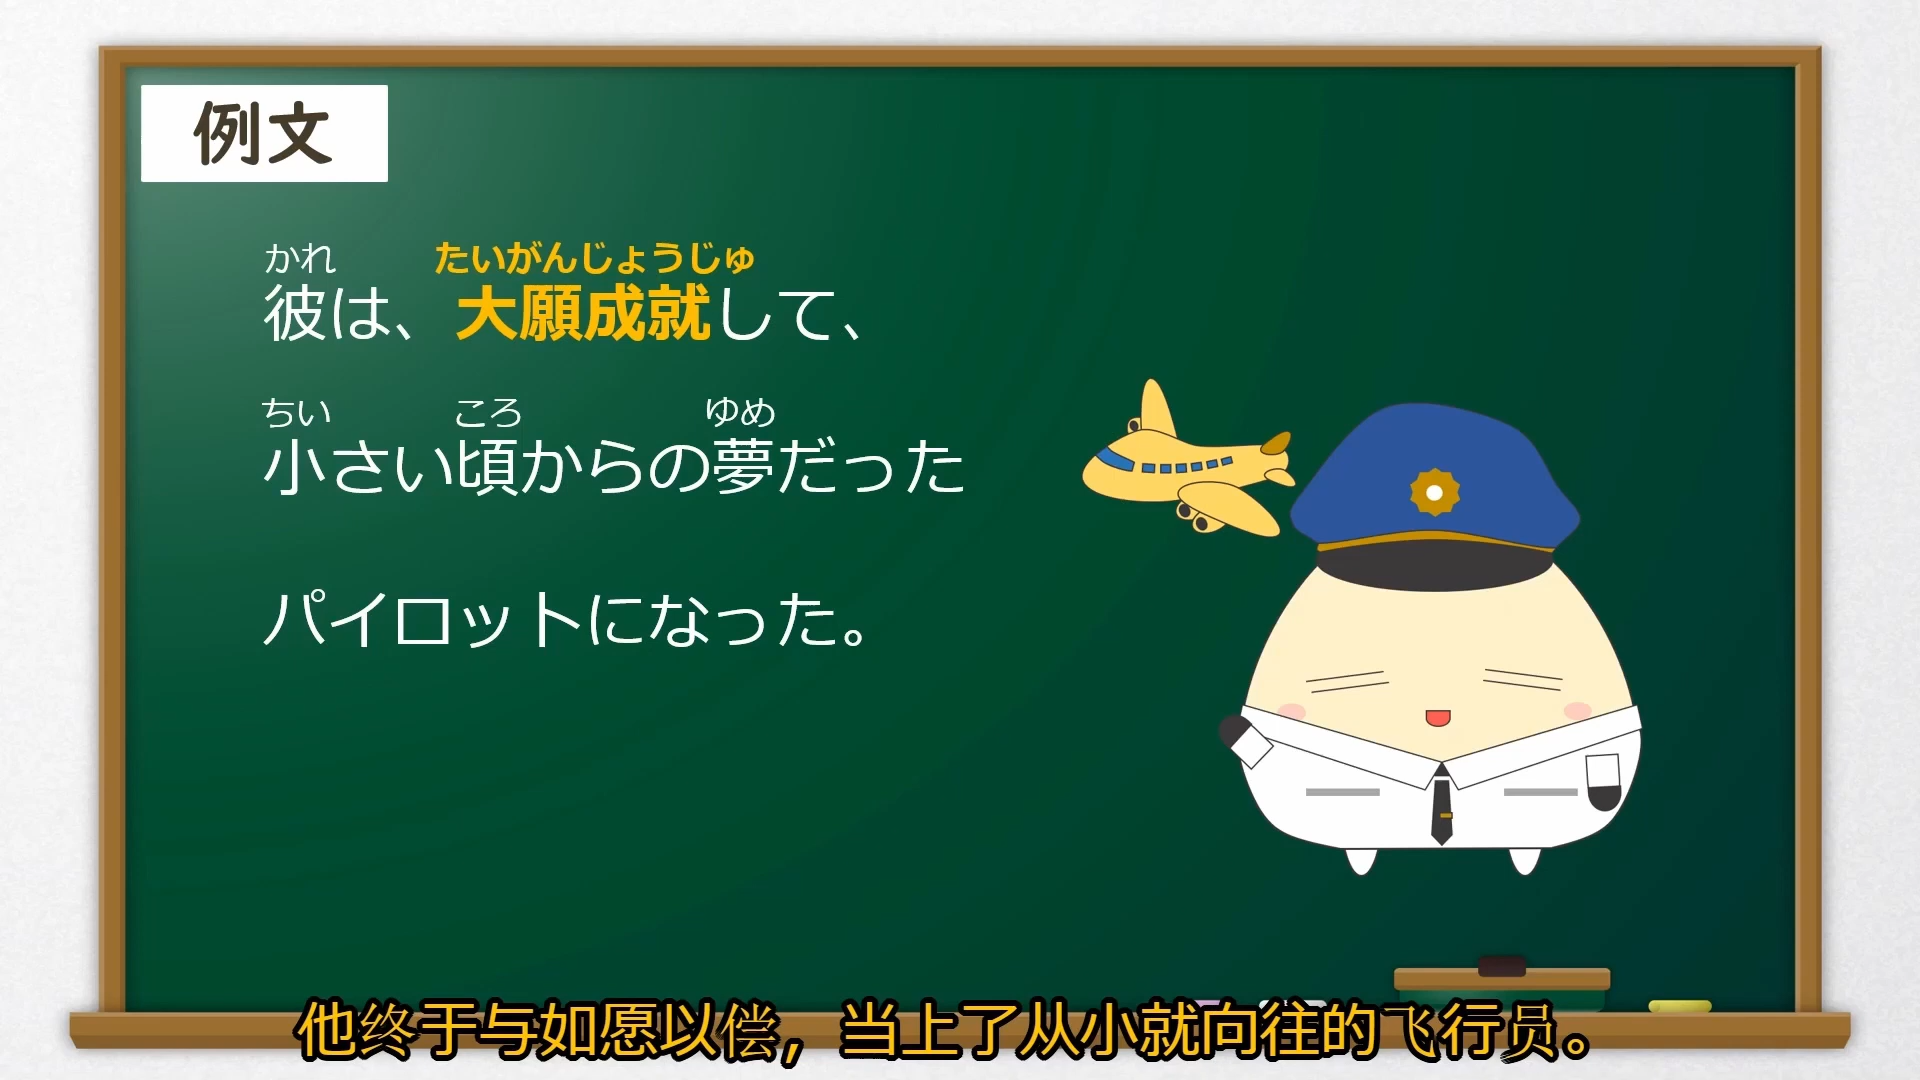 例文
かれ たいがんじょうじゅ
彼は、大願成就して、
ちい ころ ゆめ
小さい頃からの夢だった
パイロットになった。
他终于与如愿以偿，当上了从小就向往的飞行员。